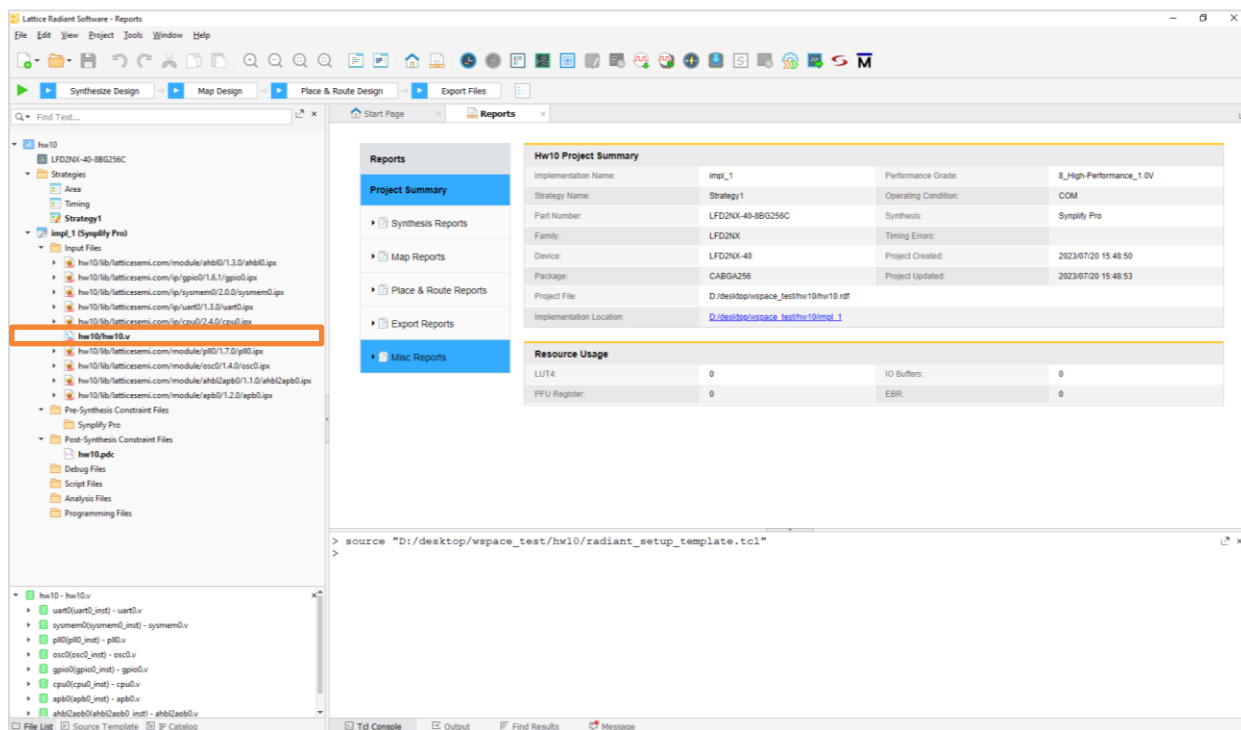 Lattice Radiant Software - Reports
File Edit View Project Tools Window Help
Synthesize Design Map Design Place & Route Design Export Files
Find Text...
Start Page Reports
hw10
LFD2NX-40-8BG256C
Strategies
Area
Timing
Strategy1
impl_1 (Synplify Pro)
Input Files
hw10/lib/latticesemi.com/module/ahbl0/1.3.0/ahbl0.ipx
hw10/lib/latticesemi.com/ip/gpio0/1.6.1/gpio0.ipx
hw10/lib/latticesemi.com/ip/sysmem0/2.0.0/sysmem0.ipx
hw10/lib/latticesemi.com/ip/uart0/1.3.0/uart0.ipx
hw10/lib/latticesemi.com/ip/cpu0/2.4.0/cpu0.ipx
hw10/hw10.v
hw10/lib/latticesemi.com/module/pll0/1.7.0/pll0.ipx
hw10/lib/latticesemi.com/module/osc0/1.4.0/osc0.ipx
hw10/lib/latticesemi.com/module/ahbl2apb0/1.1.0/ahbl2apb0.ipx
hw10/lib/latticesemi.com/module/apb0/1.2.0/apb0.ipx
Pre-Synthesis Constraint Files
Synplify Pro
Post-Synthesis Constraint Files
hw10.pdc
Debug Files
Script Files
Analysis Files
Programming Files
hw10 - hw10.v
uart0(uart0_inst) - uart0.v
sysmem0(sysmem0_inst) - sysmem0.v
pll0(pll0_inst) - pll0.v
osc0(osc0_inst) - osc0.v
gpio0(gpio0_inst) - gpio0.v
cpu0(cpu0_inst) - cpu0.v
apb0(apb0_inst) - apb0.v
ahbl2apb0(ahbl2apb0_inst) - ahbl2apb0.v
File List Source Template IP Catalog
Reports
Project Summary
Synthesis Reports
Map Reports
Place & Route Reports
Export Reports
Misc Reports
Hw10 Project Summary
Implementation Name: impl_1 Performance Grade: 8_High-Performance_1.0V
Strategy Name: Strategy1 Operating Condition: COM
Part Number: LFD2NX-40-8BG256C Synthesis: Synplify Pro
Family: LFD2NX Timing Errors:
Device: LFD2NX-40 Project Created: 2023/07/20 15:48:50
Package: CABGA256 Project Updated: 2023/07/20 15:48:53
Project File: D:/desktop/wspace_test/hw10/hw10.rdf
Implementation Location: D:/desktop/wspace_test/hw10/impl_1
Resource Usage
LUT4: 0 IO Buffers: 0
PFU Register: 0 EBR: 0
> source "D:/desktop/wspace_test/hw10/radiant_setup_template.tcl"
>
Tcl Console Output Find Results Message